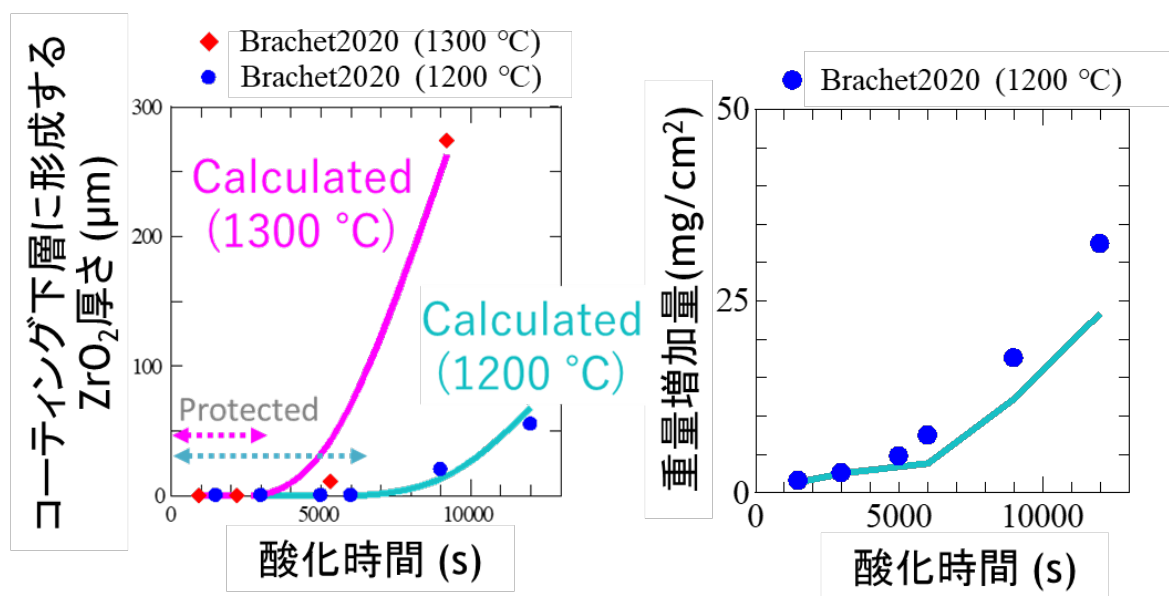 Brachet2020 (1300 °C)
Brachet2020 (1200 °C)
コーティング下層に形成する
ZrO₂厚さ (μm)
300
200
100
0
Calculated
(1300 °C)
Calculated
(1200 °C)
Protected
0
5000
10000
酸化時間 (s)
Brachet2020 (1200 °C)
重量増加量(mg/cm²)
50
25
0
0
5000
10000
酸化時間 (s)